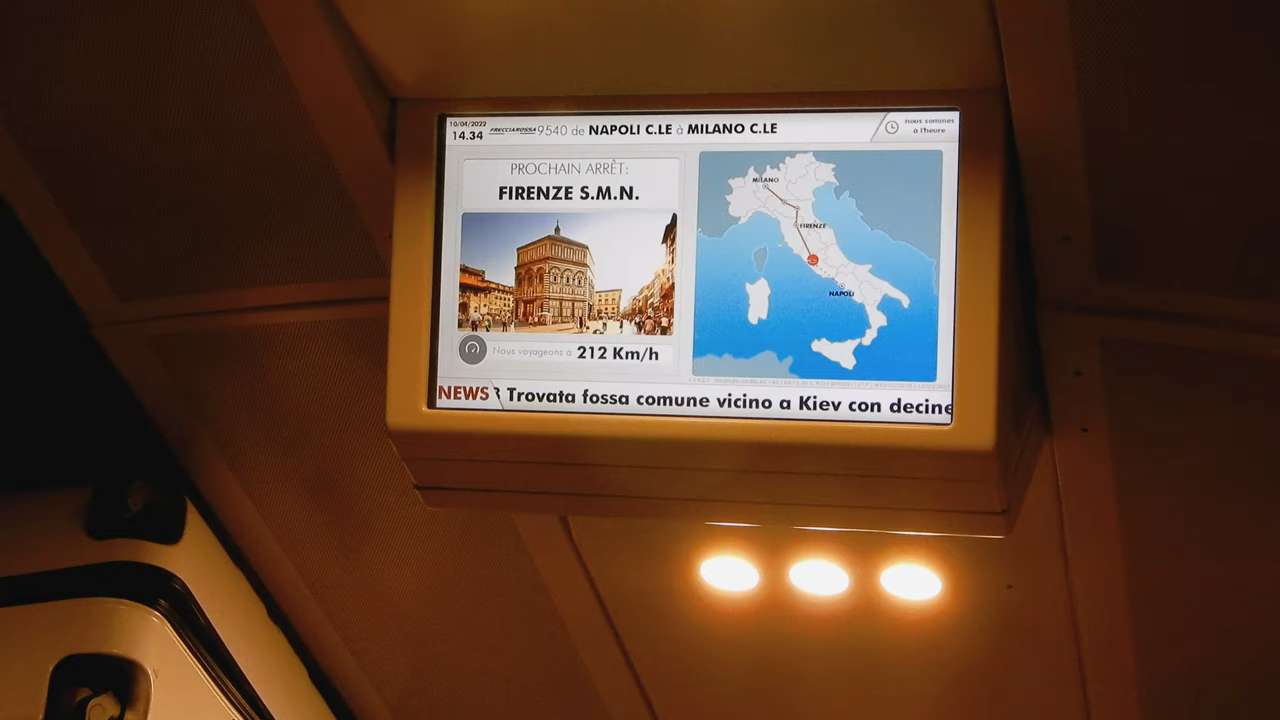 10/04/2022
14.34 FRECCIAROSSA 9540 de NAPOLI C.LE à MILANO C.LE
nous sommes
à l'heure
PROCHAIN ARRÊT:
FIRENZE S.M.N.
MILANO
FIRENZE
NAPOLI
Nous voyageons à 212 Km/h
NEWS Trovata fossa comune vicino a Kiev con decine